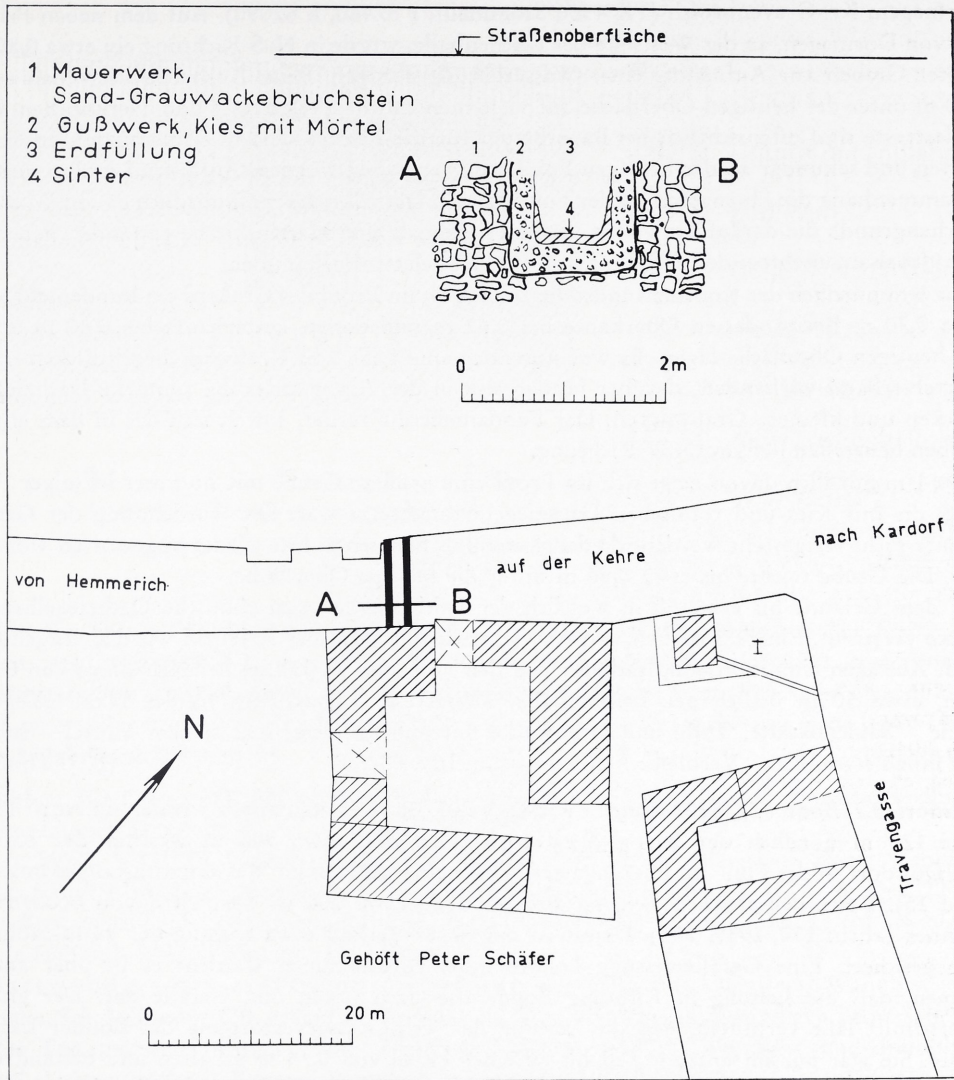 Straßenoberfläche
1 Mauerwerk,
Sand-Grauwackebruchstein
2 Gußwerk, Kies mit Mörtel
3 Erdfüllung
4 Sinter
A 1 2 3 B
4
0 2m
nach Kardorf
auf der Kehre
von Hemmerich
A B
N
Travengasse
Gehöft Peter Schäfer
0 20 m